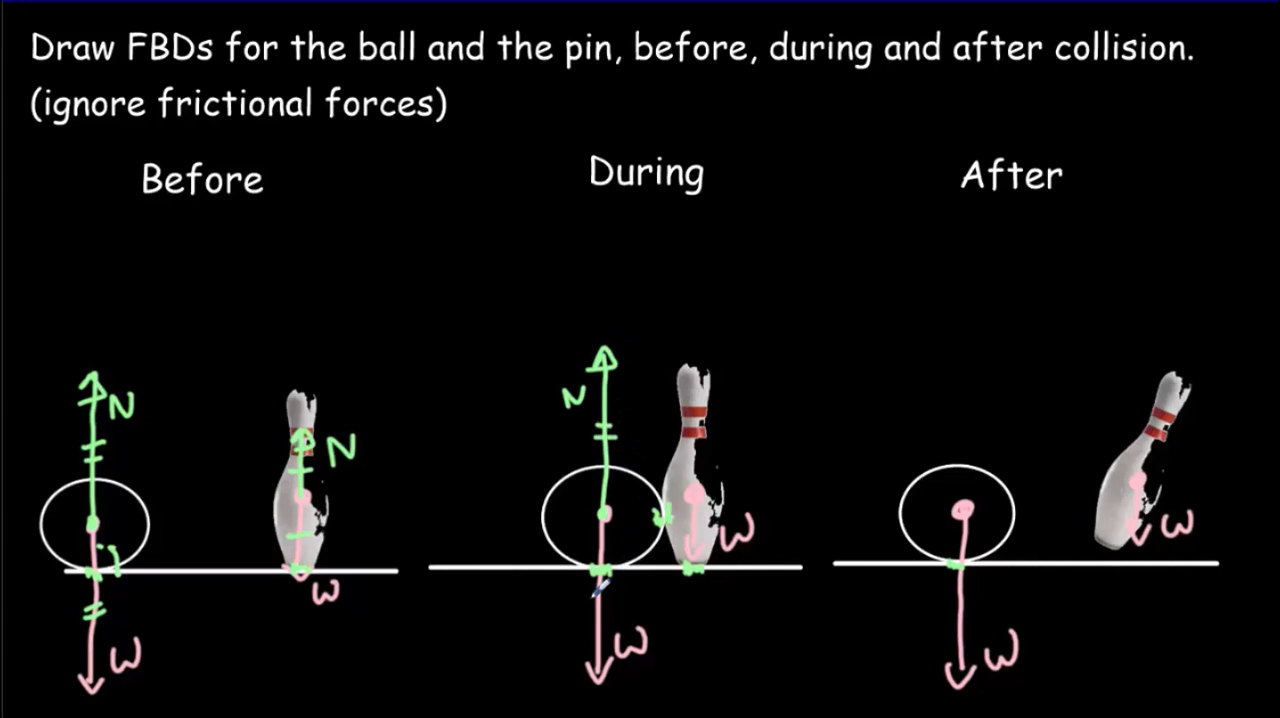 Draw FBDs for the ball and the pin, before, during and after collision.
(ignore frictional forces)
Before During After
N N N
W W W W W W